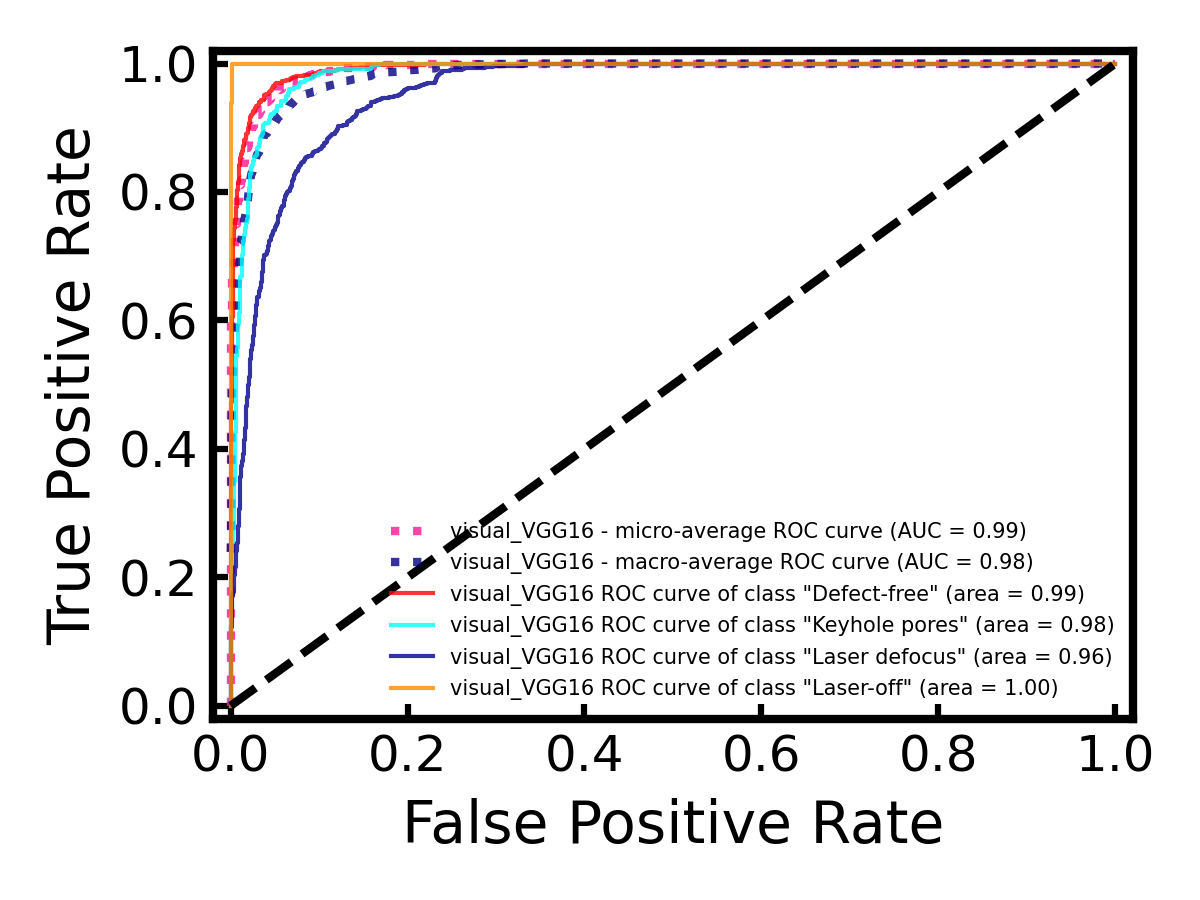 True Positive Rate
1.0
0.8
0.6
0.4
0.2
0.0
visual_VGG16 - micro-average ROC curve (AUC = 0.99)
visual_VGG16 - macro-average ROC curve (AUC = 0.98)
visual_VGG16 ROC curve of class "Defect-free" (area = 0.99)
visual_VGG16 ROC curve of class "Keyhole pores" (area = 0.98)
visual_VGG16 ROC curve of class "Laser defocus" (area = 0.96)
visual_VGG16 ROC curve of class "Laser-off" (area = 1.00)
0.0 0.2 0.4 0.6 0.8 1.0
False Positive Rate